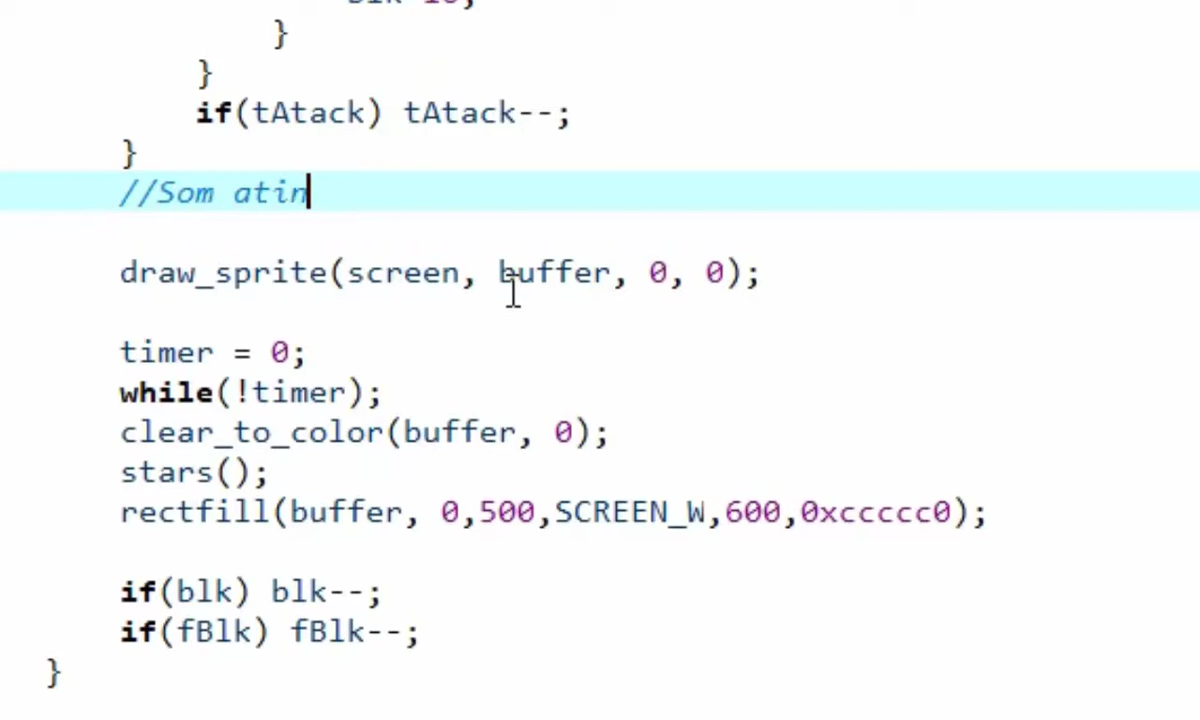 }
}
if(tAtack) tAtack--;
}
//Som atin
draw_sprite(screen, buffer, 0, 0);
timer = 0;
while(!timer);
clear_to_color(buffer, 0);
stars();
rectfill(buffer, 0,500,SCREEN_W,600,0xccccc0);
if(blk) blk--;
if(fBlk) fBlk--;
}